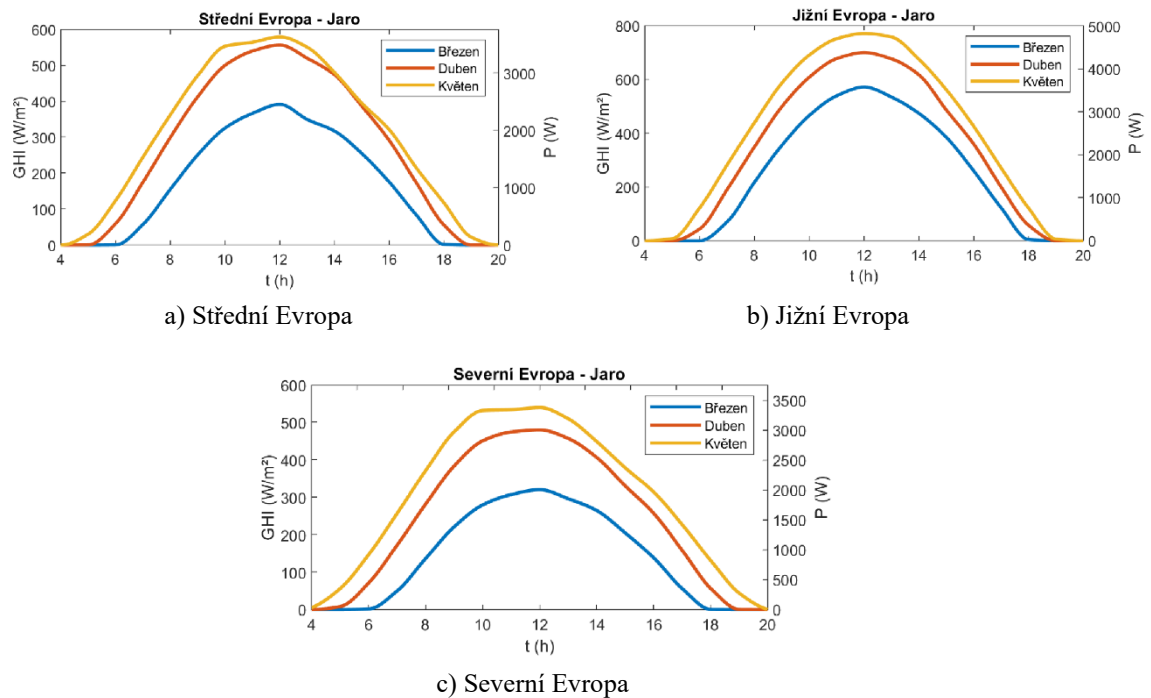 Střední Evropa - Jaro
600
500
400
300
200
100
0
GHI (W/m²)
4
6
8
10
12
14
16
18
20
t (h)
3000
2000
1000
0
P (W)
Březen
Duben
Květen
a) Střední Evropa
Jižní Evropa - Jaro
800
600
400
200
0
GHI (W/m²)
4
6
8
10
12
14
16
18
20
t (h)
5000
4000
3000
2000
1000
0
P (W)
Březen
Duben
Květen
b) Jižní Evropa
Severni Evropa - Jaro
600
500
400
300
200
100
0
GHI (W/m²)
4
6
8
10
12
14
16
18
20
t (h)
3500
3000
2500
2000
1500
1000
500
0
P (W)
Březen
Duben
Květen
c) Severní Evropa